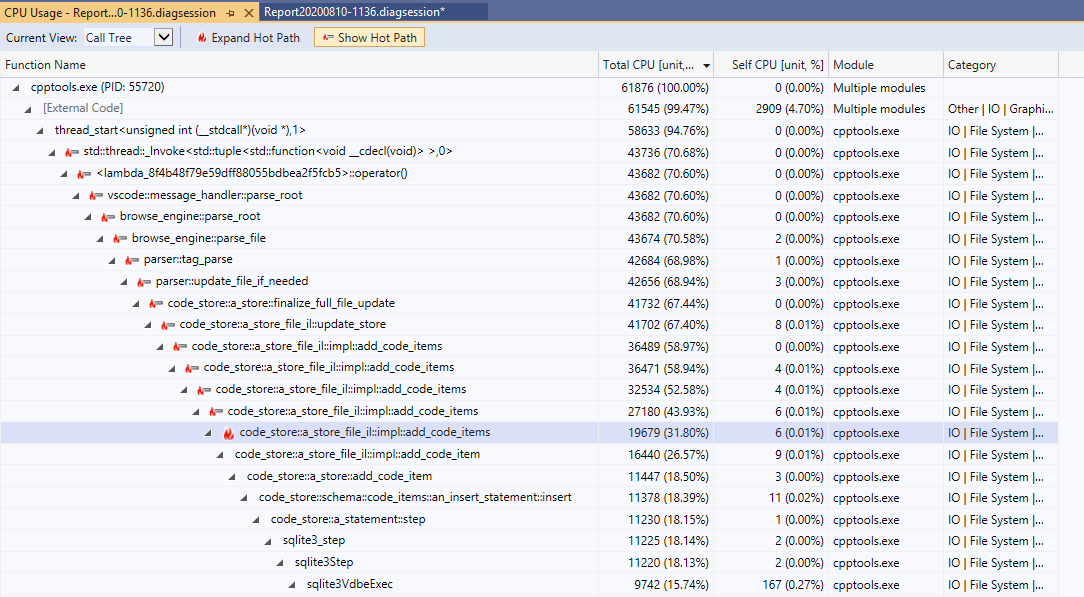 CPU Usage - Report...0-1136.diagsession Report20200810-1136.diagsession*
Current View: Call Tree Expand Hot Path Show Hot Path
Function Name Total CPU [unit,... Self CPU [unit, %] Module Category
cpptools.exe (PID: 55720) 61876 (100.00%) 0 (0.00%) Multiple modules
[External Code] 61545 (99.47%) 2909 (4.70%) Multiple modules Other | IO | Graphi...
thread_start<unsigned int (__stdcall*)(void *),1> 58633 (94.76%) 0 (0.00%) cpptools.exe IO | File System |...
std::thread::_Invoke<std::tuple<std::function<void __cdecl(void)> >,0> 43736 (70.68%) 0 (0.00%) cpptools.exe IO | File System |...
<lambda_8f4b48f79e59dff88055bdbea2f5fcb5>::operator() 43682 (70.60%) 0 (0.00%) cpptools.exe IO | File System |...
vscode::message_handler::parse_root 43682 (70.60%) 0 (0.00%) cpptools.exe IO | File System |...
browse_engine::parse_root 43682 (70.60%) 0 (0.00%) cpptools.exe IO | File System |...
browse_engine::parse_file 43674 (70.58%) 2 (0.00%) cpptools.exe IO | File System |...
parser::tag_parse 42684 (68.98%) 1 (0.00%) cpptools.exe IO | File System |...
parser::update_file_if_needed 42656 (68.94%) 3 (0.00%) cpptools.exe IO | File System |...
code_store::a_store::finalize_full_file_update 41732 (67.44%) 0 (0.00%) cpptools.exe IO | File System |...
code_store::a_store_file_il::update_store 41702 (67.40%) 8 (0.01%) cpptools.exe IO | File System |...
code_store::a_store_file_il::impl::add_code_items 36489 (58.97%) 0 (0.00%) cpptools.exe IO | File System |...
code_store::a_store_file_il::impl::add_code_items 36471 (58.94%) 4 (0.01%) cpptools.exe IO | File System |...
code_store::a_store_file_il::impl::add_code_items 32534 (52.58%) 4 (0.01%) cpptools.exe IO | File System |...
code_store::a_store_file_il::impl::add_code_items 27180 (43.93%) 6 (0.01%) cpptools.exe IO | File System |...
code_store::a_store_file_il::impl::add_code_items 19679 (31.80%) 6 (0.01%) cpptools.exe IO | File System |...
code_store::a_store_file_il::impl::add_code_item 16440 (26.57%) 9 (0.01%) cpptools.exe IO | File System |...
code_store::a_store::add_code_item 11447 (18.50%) 3 (0.00%) cpptools.exe IO | File System |...
code_store::schema::code_items::an_insert_statement::insert 11378 (18.39%) 11 (0.02%) cpptools.exe IO | File System |...
code_store::a_statement::step 11230 (18.15%) 1 (0.00%) cpptools.exe IO | File System |...
sqlite3_step 11225 (18.14%) 2 (0.00%) cpptools.exe IO | File System |...
sqlite3Step 11220 (18.13%) 2 (0.00%) cpptools.exe IO | File System |...
sqlite3VdbeExec 9742 (15.74%) 167 (0.27%) cpptools.exe IO | File System |...